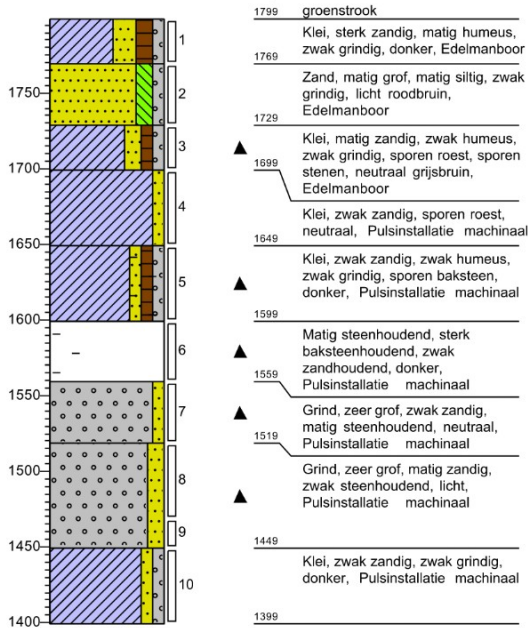 1799 groenstrook
Klei, sterk zandig, matig humeus,
zwak grindig, donker, Edelmanboor
1769
Zand, matig grof, matig siltig, zwak
grindig, licht roodbruin,
Edelmanboor
1729
Klei, matig zandig, zwak humeus,
zwak grindig, sporen roest, sporen
stenen, neutraal grijsbruin,
Edelmanboor
1699
Klei, zwak zandig, sporen roest,
neutraal, Pulsinstallatie machinaal
1649
Klei, zwak zandig, zwak humeus,
zwak grindig, sporen baksteen,
donker, Pulsinstallatie machinaal
1599
Matig steenhoudend, sterk
baksteenhoudend, zwak
zandhoudend, donker,
Pulsinstallatie machinaal
1559
Grind, zeer grof, zwak zandig,
matig steenhoudend, neutraal,
Pulsinstallatie machinaal
1519
Grind, zeer grof, matig zandig,
zwak steenhoudend, licht,
Pulsinstallatie machinaal
1449
Klei, zwak zandig, zwak grindig,
donker, Pulsinstallatie machinaal
1399
1750
1700
1650
1600
1550
1500
1450
1400
1
2
3
4
5
6
7
8
9
10